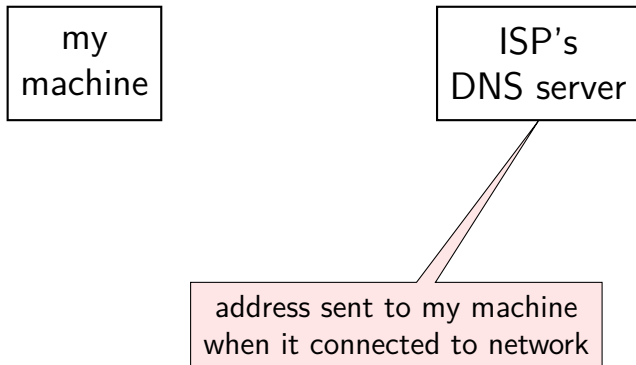 my
machine
ISP's
DNS server
address sent to my machine
when it connected to network